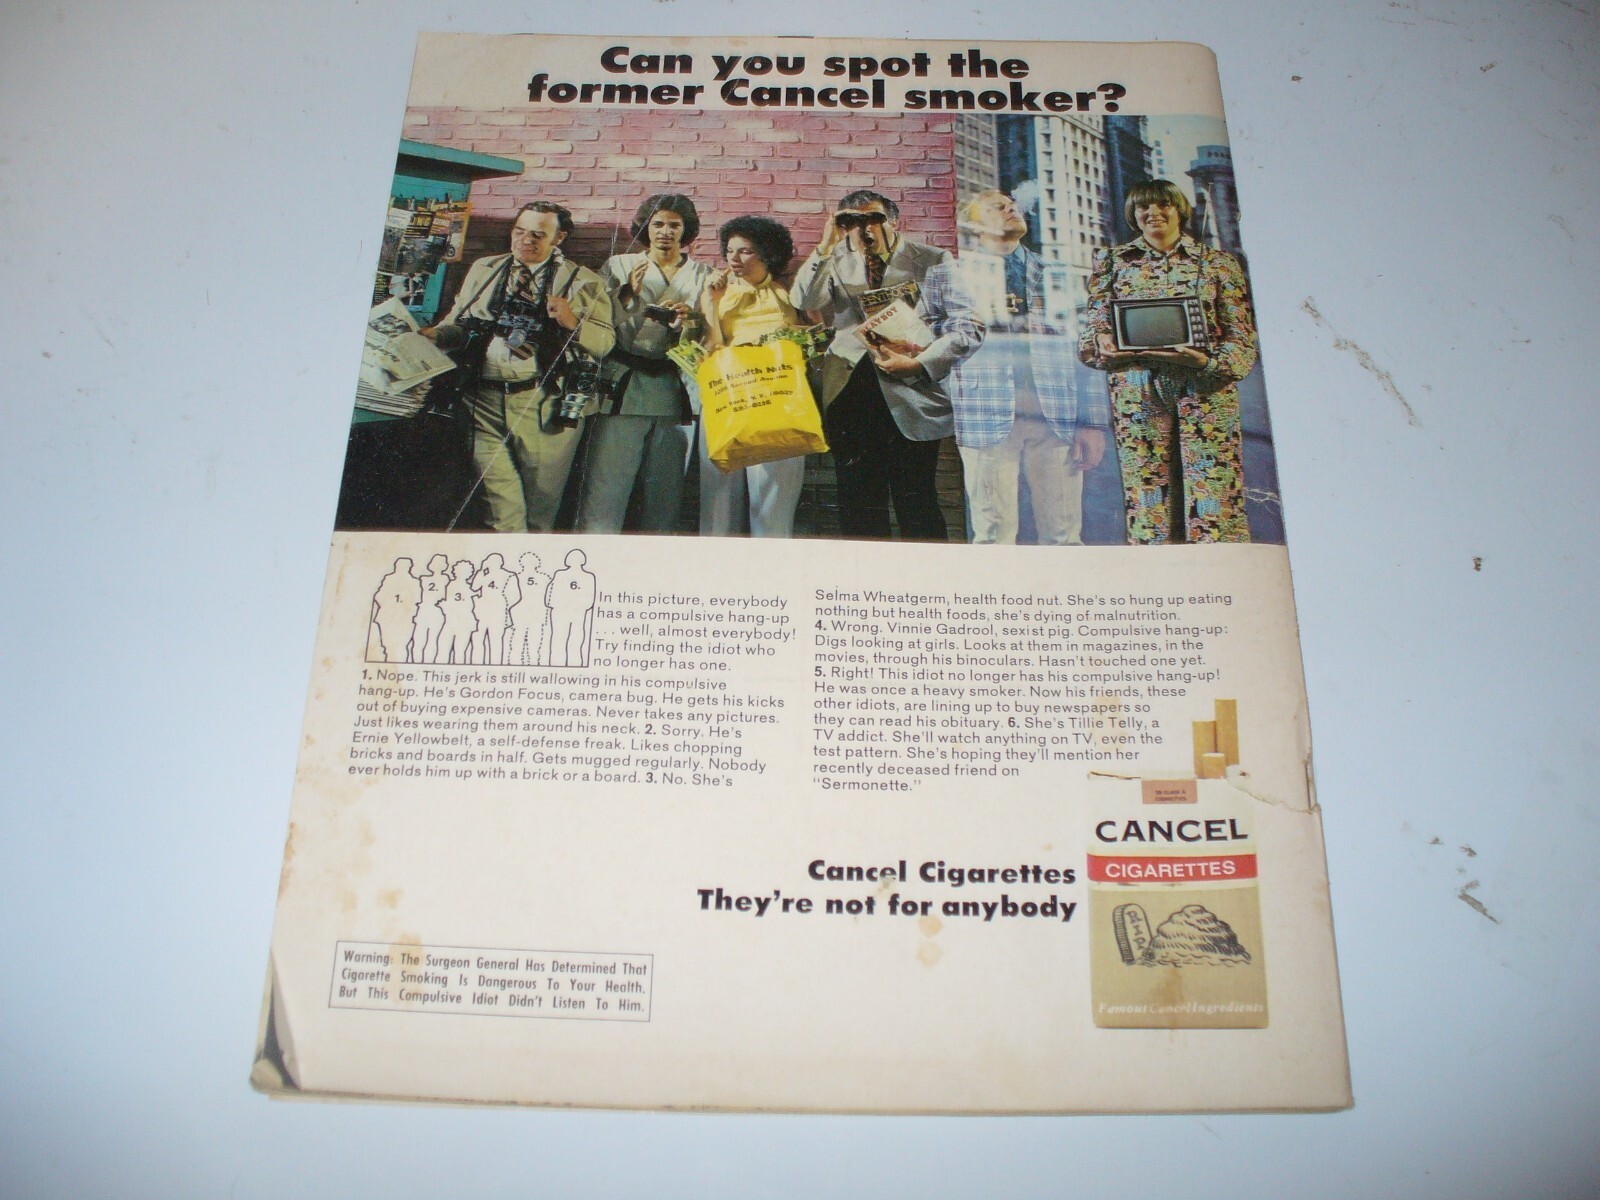 Can you spot the
former Cancel smoker?
PLAYBOY
The Health Nuts
1.
2.
3.
4.
5.
6.
In this picture, everybody
has a compulsive hang-up
. . . well, almost everybody!
Try finding the idiot who
no longer has one.
1. Nope. This jerk is still wallowing in his compulsive
hang-up. He's Gordon Focus, camera bug. He gets his kicks
out of buying expensive cameras. Never takes any pictures.
Just likes wearing them around his neck. 2. Sorry. He's
Ernie Yellowbelt, a self-defense freak. Likes chopping
bricks and boards in half. Gets mugged regularly. Nobody
ever holds him up with a brick or a board. 3. No. She's
Selma Wheatgerm, health food nut. She's so hung up eating
nothing but health foods, she's dying of malnutrition.
4. Wrong. Vinnie Gadrool, sexist pig. Compulsive hang-up:
Digs looking at girls. Looks at them in magazines, in the
movies, through his binoculars. Hasn't touched one yet.
5. Right! This idiot no longer has his compulsive hang-up!
He was once a heavy smoker. Now his friends, these
other idiots, are lining up to buy newspapers so
they can read his obituary. 6. She's Tillie Telly, a
TV addict. She'll watch anything on TV, even the
test pattern. She's hoping they'll mention her
recently deceased friend on
"Sermonette."
Cancel Cigarettes
They're not for anybody
CANCEL
CIGARETTES
RIP
Famous Cancel Ingredients
Warning: The Surgeon General Has Determined That
Cigarette Smoking Is Dangerous To Your Health.
But This Compulsive Idiot Didn't Listen To Him.